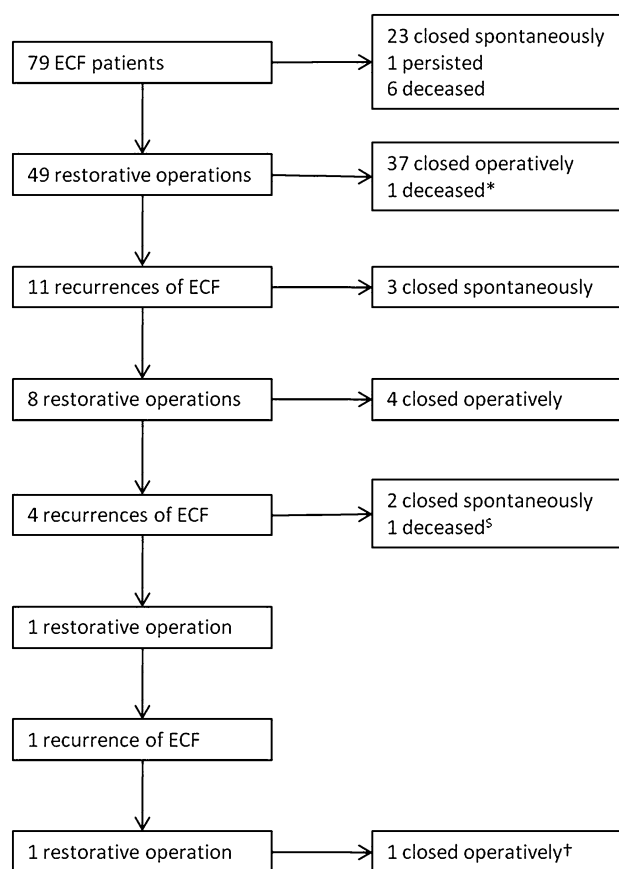 79 ECF patients
23 closed spontaneously
1 persisted
6 deceased
49 restorative operations
37 closed operatively
1 deceased*
11 recurrences of ECF
3 closed spontaneously
8 restorative operations
4 closed operatively
4 recurrences of ECF
2 closed spontaneously
1 deceased$
1 restorative operation
1 recurrence of ECF
1 restorative operation
1 closed operatively†